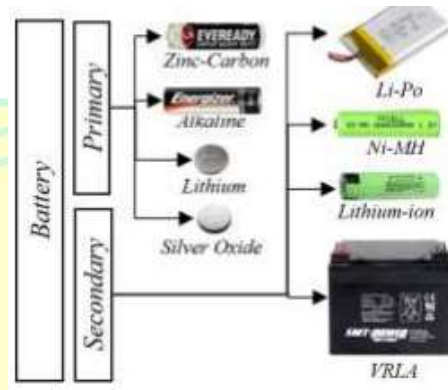 Battery
Primary
Secondary
EVEREADY
Zinc-Carbon
Energizer
Alkaline
Lithium
Silver Oxide
Li-Po
Ni-MH
Lithium-ion
VRLA